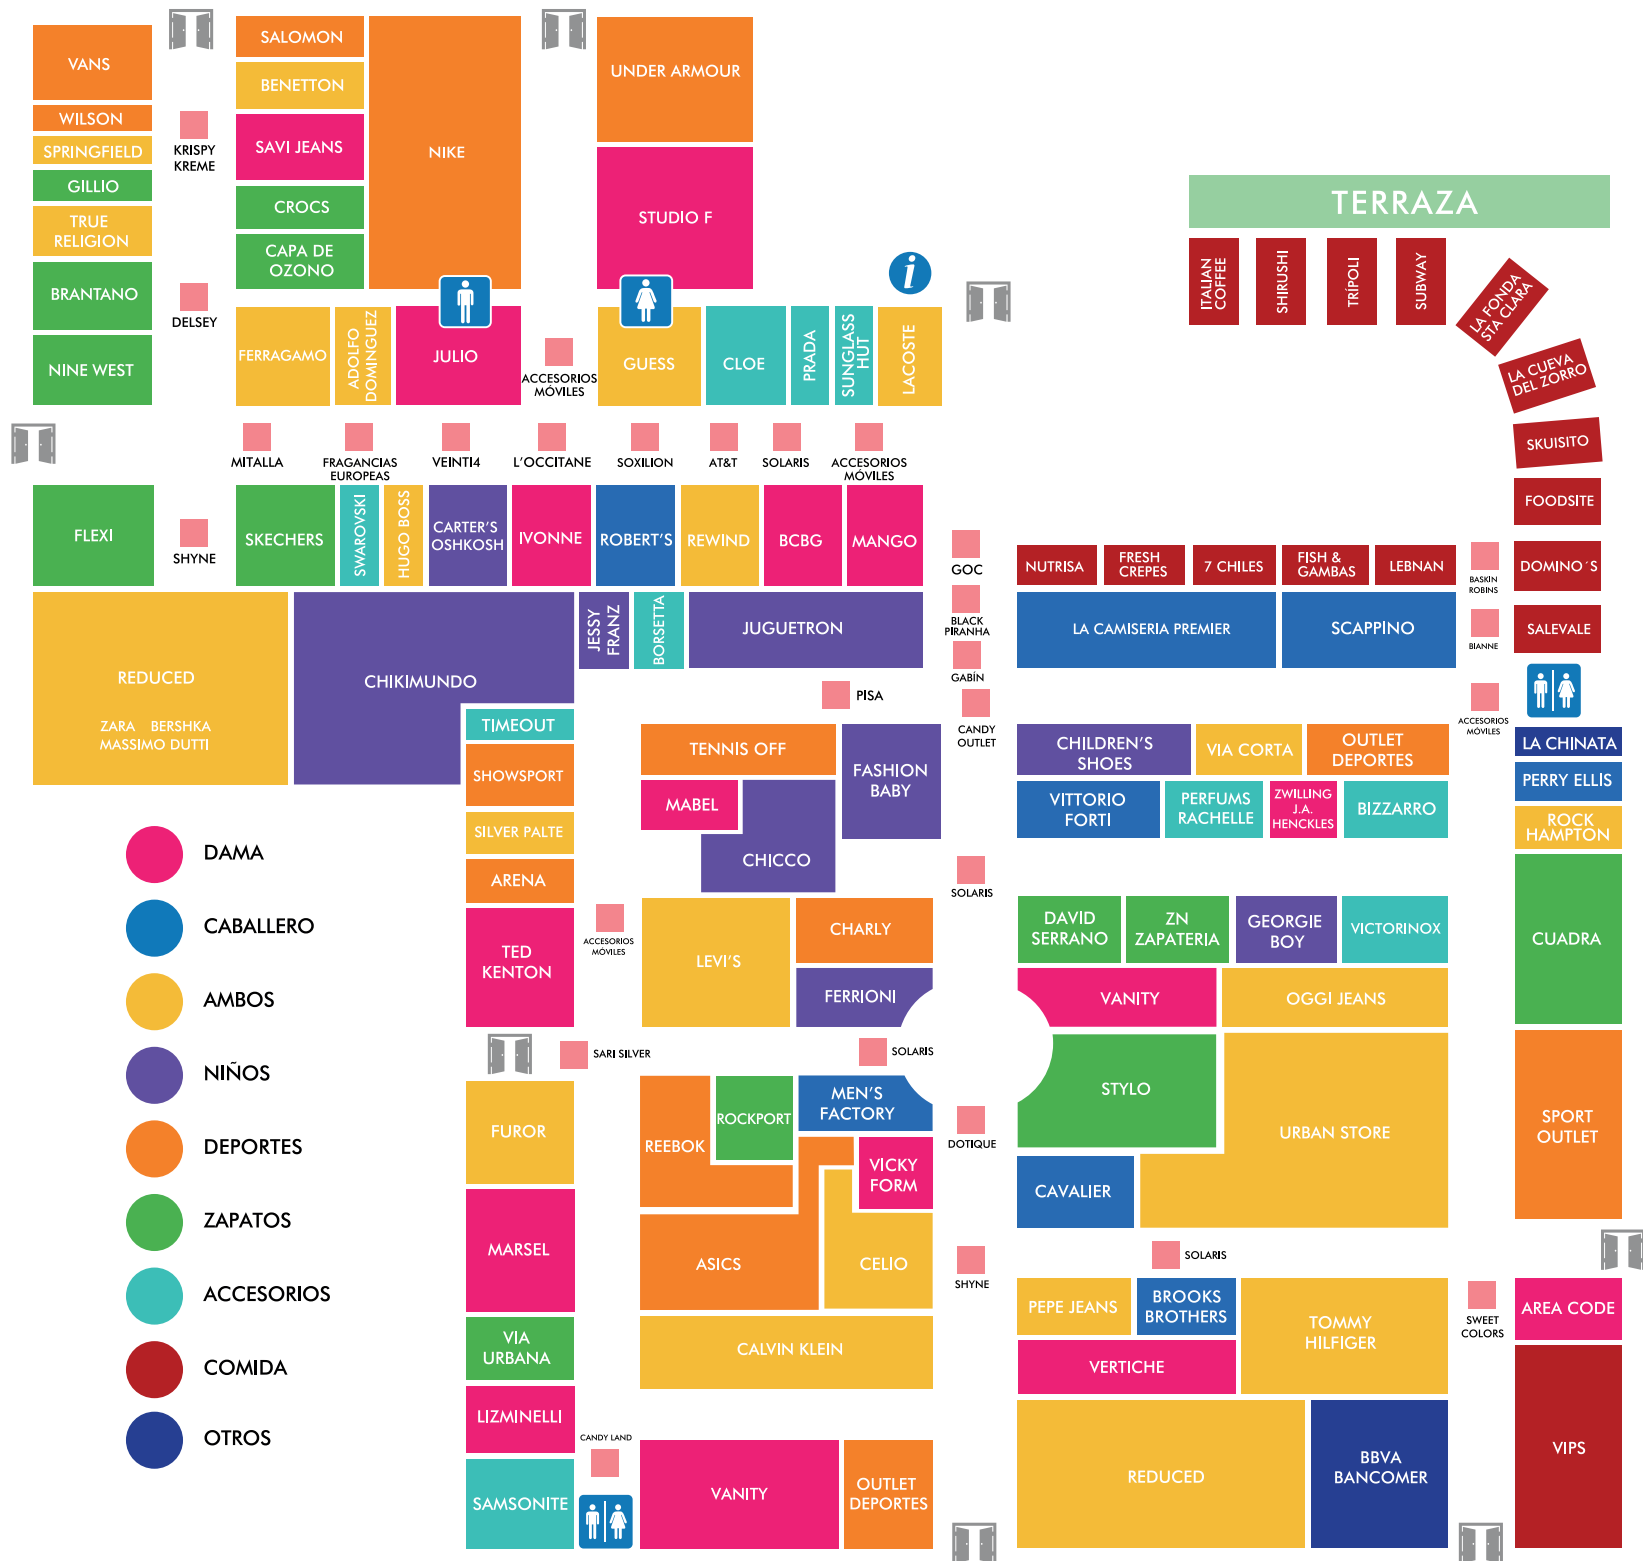 VANS
WILSON
SPRINGFIELD
GILLIO
TRUE
RELIGION
BRANTANO
NINE WEST
KRISPY
KREME
DELSEY
SALOMON
BENETTON
SAVI JEANS
CROCS
CAPA DE
OZONO
NIKE
UNDER ARMOUR
STUDIO F
FERRAGAMO
ADOLFO
DOMINGUEZ
JULIO
ACCESORIOS
MÓVILES
GUESS
CLOE
PRADA
SUNGLASS
HUT
LACOSTE
i
TERRAZA
ITALIAN
COFFEE
SHIRUSHI
TRIPOLI
SUBWAY
LA FONDA
STA CLARA
LA CUEVA
DEL ZORRO
SKUISITO
FOODSITE
DOMINO´S
SALEVALE
MITALLA
FRAGANCIAS
EUROPEAS
VEINTI4
L'OCCITANE
SOXILION
AT&T
SOLARIS
ACCESORIOS
MÓVILES
FLEXI
SHYNE
SKECHERS
SWAROVSKI
HUGO BOSS
CARTER'S
OSHKOSH
IVONNE
ROBERT'S
REWIND
BCBG
MANGO
GOC
BLACK
PIRANHA
GABÍN
CANDY
OUTLET
NUTRISA
FRESH
CREPES
7 CHILES
FISH &
GAMBAS
LEBNAN
BASKIN
ROBINS
BIANNE
ACCESORIOS
MÓVILES
REDUCED
ZARA BERSHKA
MASSIMO DUTTI
CHIKIMUNDO
JESSY
FRANZ
BORSETTA
JUGUETRON
LA CAMISERIA PREMIER
SCAPPINO
PISA
TIMEOUT
SHOWSPORT
SILVER PALTE
ARENA
TED
KENTON
TENNIS OFF
MABEL
CHICCO
FASHION
BABY
CHILDREN'S
SHOES
VIA CORTA
OUTLET
DEPORTES
VITTORIO
FORTI
PERFUMS
RACHELLE
ZWILLING
J.A.
HENCKLES
BIZZARRO
LA CHINATA
PERRY ELLIS
ROCK
HAMPTON
CUADRA
SPORT
OUTLET
SOLARIS
ACCESORIOS
MÓVILES
LEVI'S
CHARLY
FERRIONI
DAVID
SERRANO
ZN
ZAPATERIA
GEORGIE
BOY
VICTORINOX
VANITY
OGGI JEANS
STYLO
URBAN STORE
CAVALIER
DAMA
CABALLERO
AMBOS
NIÑOS
DEPORTES
ZAPATOS
ACCESORIOS
COMIDA
OTROS
SARI SILVER
SOLARIS
FUROR
MARSEL
VIA
URBANA
LIZMINELLI
SAMSONITE
REEBOK
ROCKPORT
MEN'S
FACTORY
VICKY
FORM
ASICS
CELIO
CALVIN KLEIN
DOTIQUE
SHYNE
SOLARIS
PEPE JEANS
BROOKS
BROTHERS
TOMMY
HILFIGER
VERTICHE
SWEET
COLORS
AREA CODE
VIPS
CANDY LAND
VANITY
OUTLET
DEPORTES
REDUCED
BBVA
BANCOMER